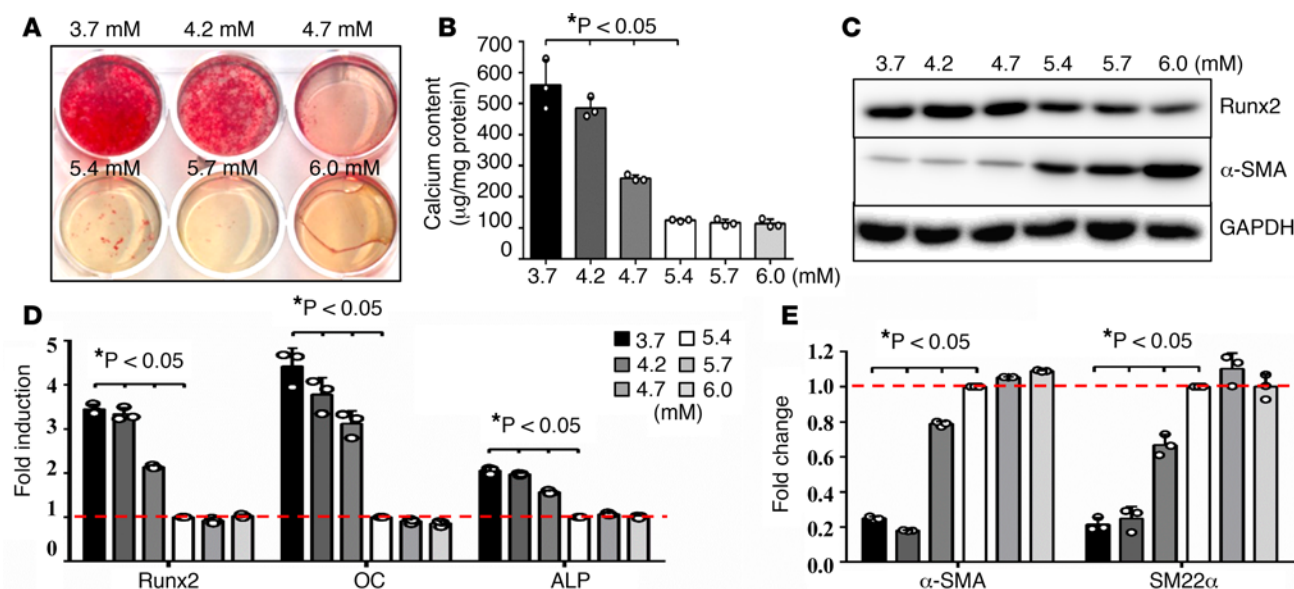 A
3.7 mM 4.2 mM 4.7 mM
5.4 mM 5.7 mM 6.0 mM
B
*P < 0.05
Calcium content
(µg/mg protein)
700
600
500
400
300
200
100
0
3.7 4.2 4.7 5.4 5.7 6.0 (mM)
C
3.7 4.2 4.7 5.4 5.7 6.0 (mM)
Runx2
α-SMA
GAPDH
D
*P < 0.05
*P < 0.05
*P < 0.05
3.7 5.4
4.2 5.7
4.7 6.0
(mM)
Fold induction
5
4
3
2
1
0
Runx2 OC ALP
E
*P < 0.05 *P < 0.05
Fold change
1.2
1.0
0.8
0.6
0.4
0.2
0.0
α-SMA SM22α